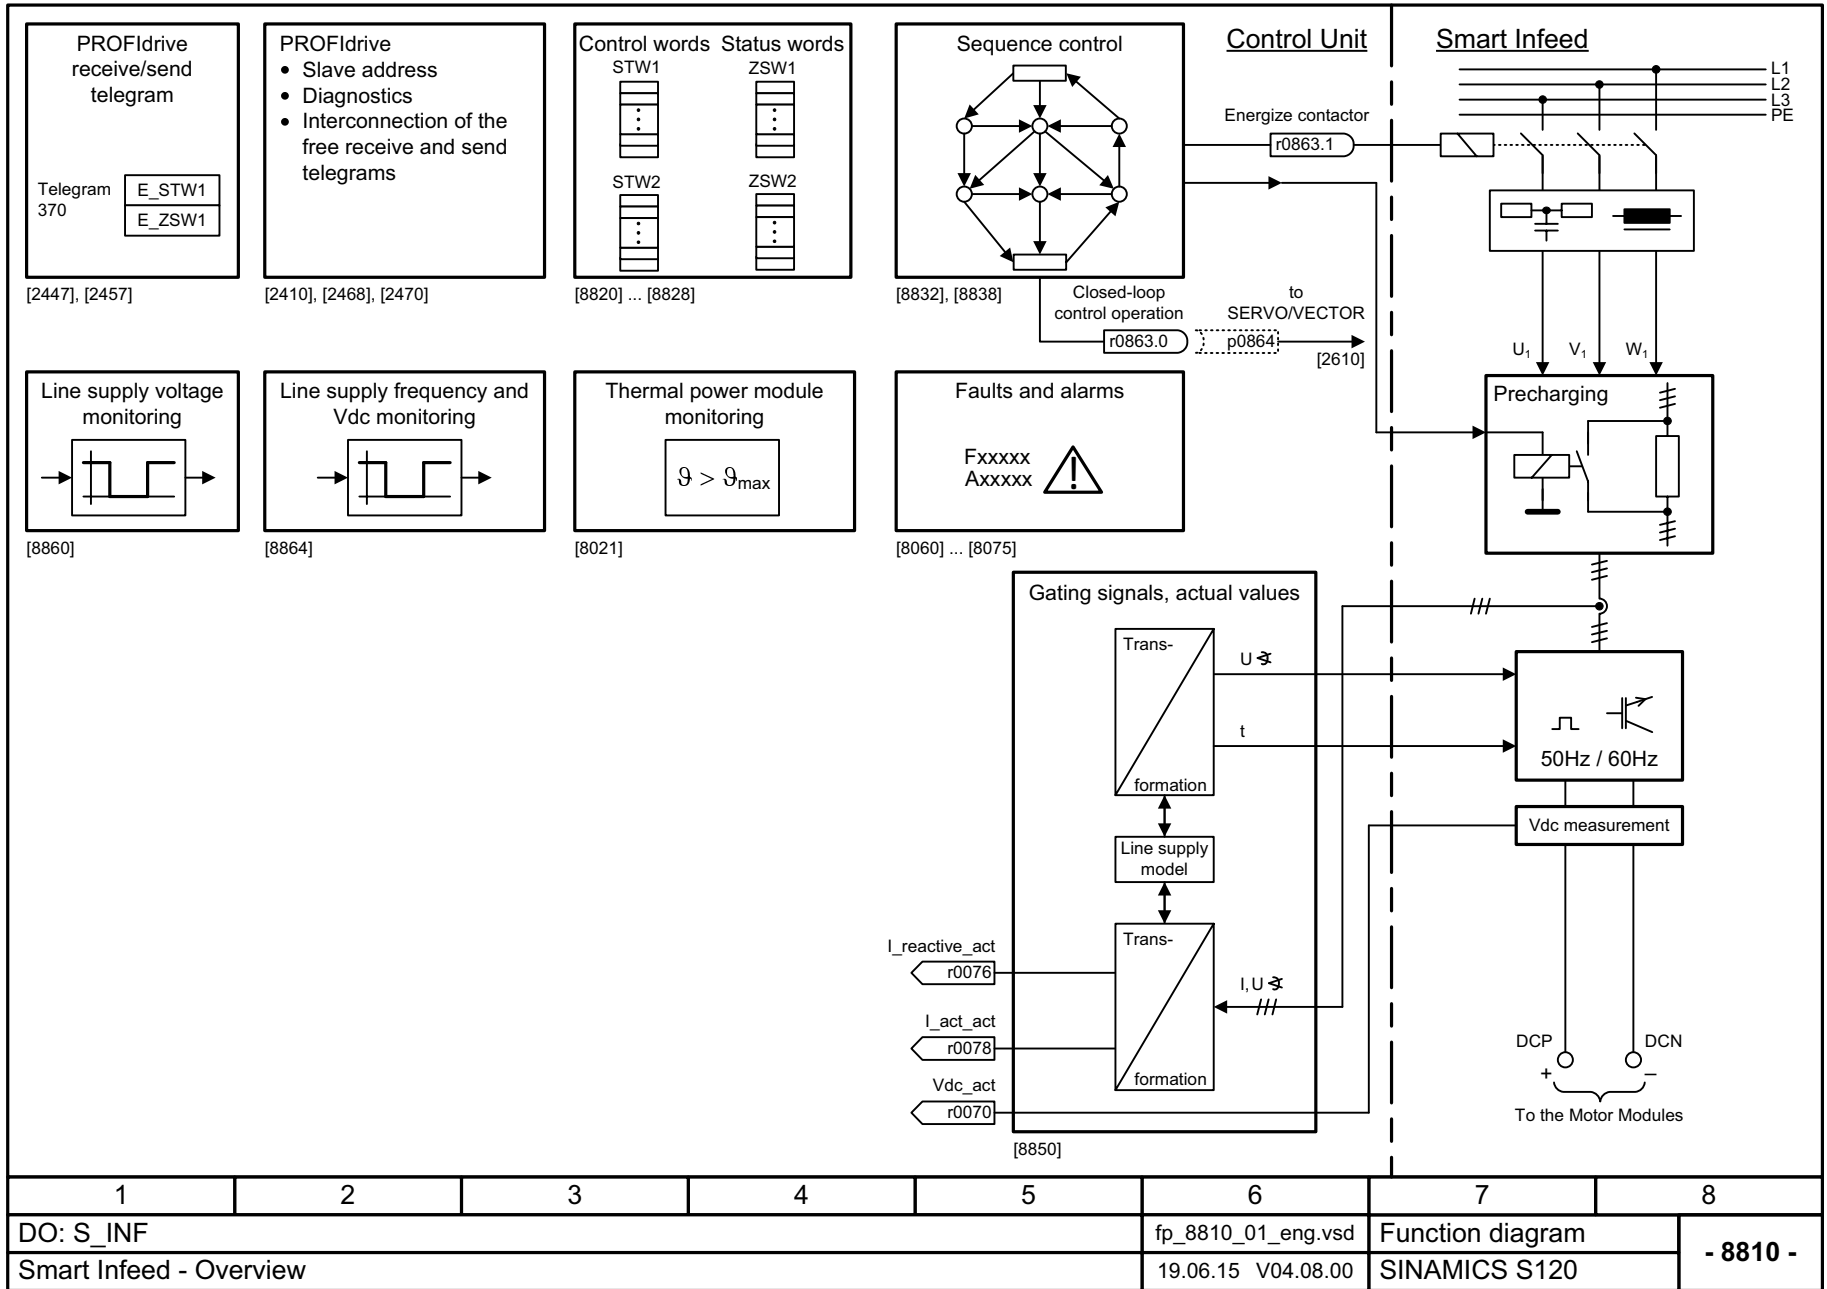 PROFIdrive
receive/send
telegram
Telegram
370
E_STW1
E_ZSW1
[2447], [2457]
PROFIdrive
• Slave address
• Diagnostics
• Interconnection of the
free receive and send
telegrams
[2410], [2468], [2470]
Control words Status words
STW1 ZSW1
STW2 ZSW2
[8820] ... [8828]
Sequence control
[8832], [8838]
Control Unit
Smart Infeed
L1
L2
L3
PE
Energize contactor
r0863.1
Closed-loop
control operation
r0863.0
to
SERVO/VECTOR
p0864
[2610]
U1 V1 W1
Line supply voltage
monitoring
[8860]
Line supply frequency and
Vdc monitoring
[8864]
Thermal power module
monitoring
ϑ > ϑmax
[8021]
Faults and alarms
Fxxxxx
Axxxxx
!
[8060] ... [8075]
Precharging
Gating signals, actual values
Trans-
formation
U ∢
t
50Hz / 60Hz
Vdc measurement
Line supply
model
Trans-
formation
I,U ∢
I_reactive_act
r0076
I_act_act
r0078
Vdc_act
r0070
[8850]
DCP DCN
+ –
To the Motor Modules
1 2 3 4 5 6 7 8
DO: S_INF
fp_8810_01_eng.vsd
Function diagram
- 8810 -
Smart Infeed - Overview
19.06.15 V04.08.00
SINAMICS S120